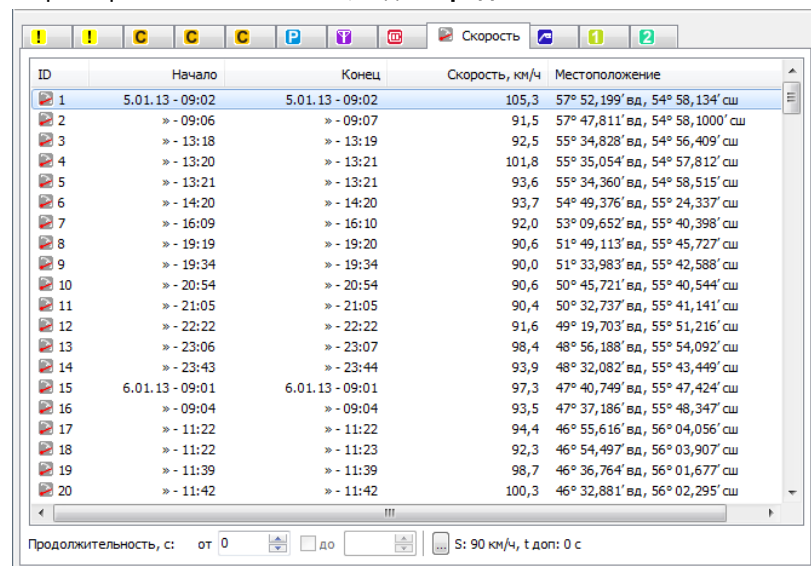 ! ! C C C P Скорость 1 2
ID Начало Конец Скорость, км/ч Местоположение
1 5.01.13 - 09:02 5.01.13 - 09:02 105,3 57° 52,199′ вд, 54° 58,134′ сш
2 » - 09:06 » - 09:07 91,5 57° 47,811′ вд, 54° 58,1000′ сш
3 » - 13:18 » - 13:19 92,5 55° 34,828′ вд, 54° 56,409′ сш
4 » - 13:20 » - 13:21 101,8 55° 35,054′ вд, 54° 57,812′ сш
5 » - 13:21 » - 13:21 93,6 55° 34,360′ вд, 54° 58,515′ сш
6 » - 14:20 » - 14:20 93,7 54° 49,376′ вд, 55° 24,337′ сш
7 » - 16:09 » - 16:10 92,0 53° 09,652′ вд, 55° 40,398′ сш
8 » - 19:19 » - 19:20 90,6 51° 49,113′ вд, 55° 45,727′ сш
9 » - 19:34 » - 19:34 90,0 51° 33,983′ вд, 55° 42,588′ сш
10 » - 20:54 » - 20:54 90,6 50° 45,721′ вд, 55° 40,544′ сш
11 » - 21:05 » - 21:05 90,4 50° 32,737′ вд, 55° 41,141′ сш
12 » - 22:22 » - 22:22 91,6 49° 19,703′ вд, 55° 51,216′ сш
13 » - 23:06 » - 23:07 98,4 48° 56,188′ вд, 55° 54,092′ сш
14 » - 23:43 » - 23:44 93,9 48° 32,082′ вд, 55° 43,449′ сш
15 6.01.13 - 09:01 6.01.13 - 09:01 97,3 47° 40,749′ вд, 55° 47,424′ сш
16 » - 09:04 » - 09:04 93,5 47° 37,186′ вд, 55° 48,347′ сш
17 » - 11:22 » - 11:22 94,4 46° 55,616′ вд, 56° 04,056′ сш
18 » - 11:22 » - 11:23 92,3 46° 54,497′ вд, 56° 03,907′ сш
19 » - 11:39 » - 11:39 98,7 46° 36,764′ вд, 56° 01,677′ сш
20 » - 11:42 » - 11:42 100,3 46° 32,881′ вд, 56° 02,295′ сш
Продолжительность, с: от 0 до ... S: 90 км/ч, t доп: 0 с